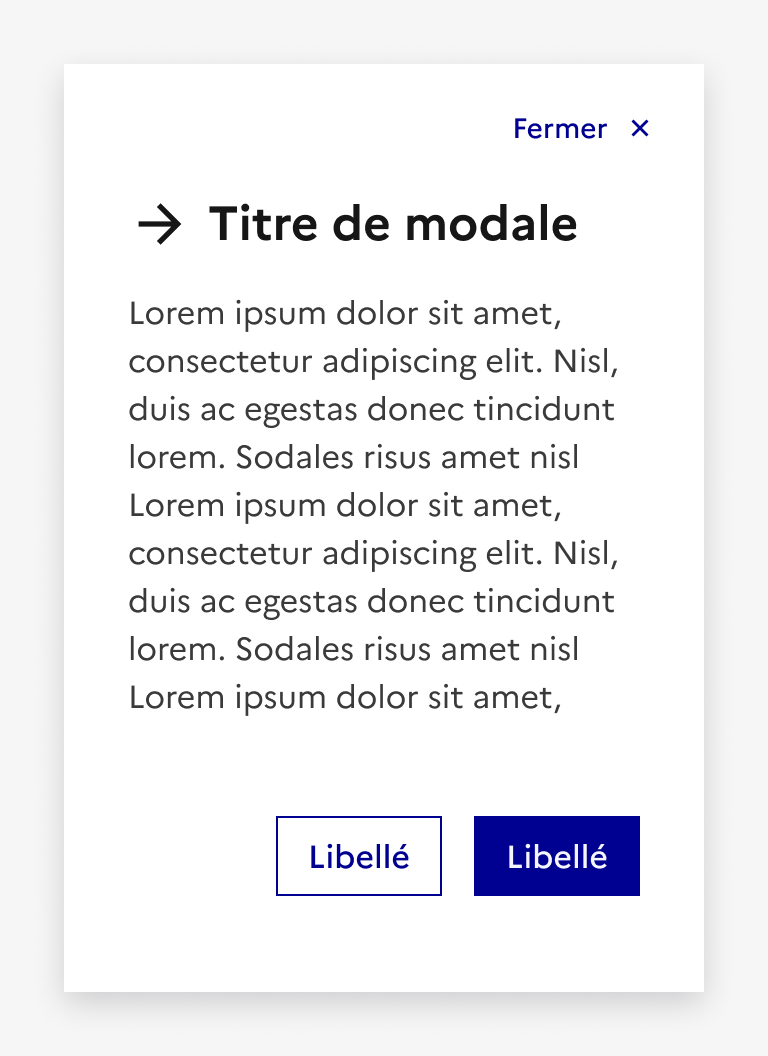 Fermer ✕
→ Titre de modale
Lorem ipsum dolor sit amet,
consectetur adipiscing elit. Nisl,
duis ac egestas donec tincidunt
lorem. Sodales risus amet nisl
Lorem ipsum dolor sit amet,
consectetur adipiscing elit. Nisl,
duis ac egestas donec tincidunt
lorem. Sodales risus amet nisl
Lorem ipsum dolor sit amet,
Libellé Libellé